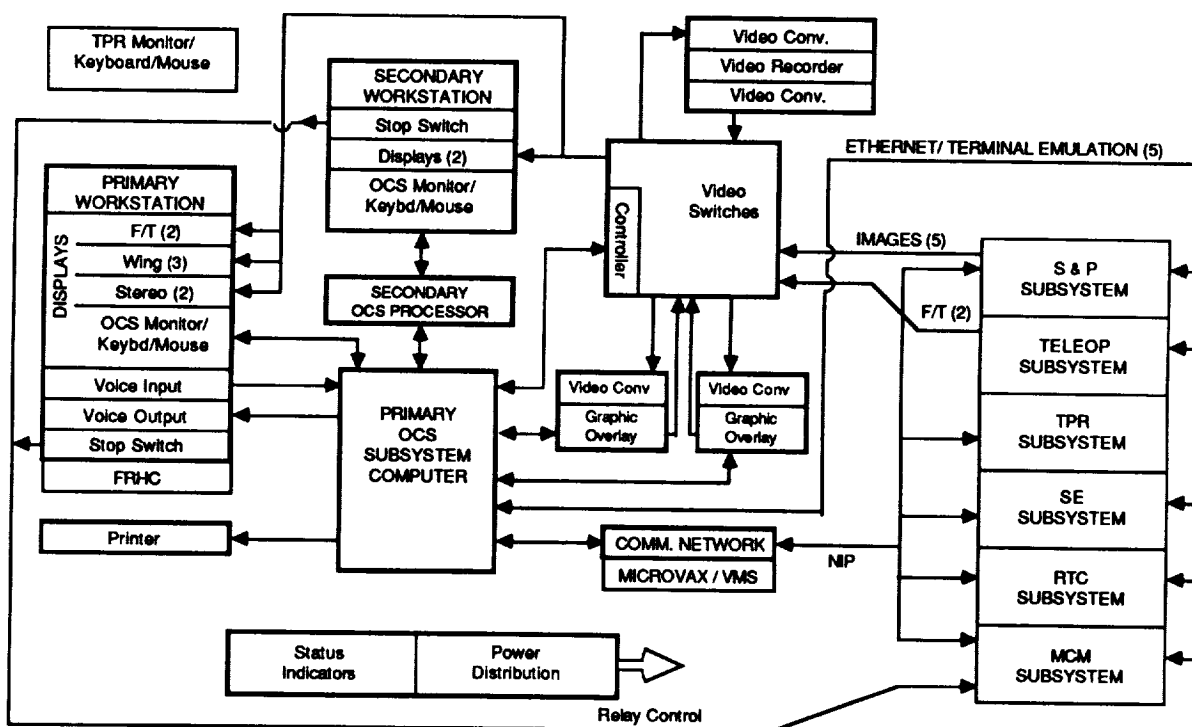 TPR Monitor/
Keyboard/Mouse
SECONDARY
WORKSTATION
Stop Switch
Displays (2)
OCS Monitor/
Keybd/Mouse
Video Conv.
Video Recorder
Video Conv.
ETHERNET/ TERMINAL EMULATION (5)
PRIMARY
WORKSTATION
DISPLAYS
F/T (2)
Wing (3)
Stereo (2)
OCS Monitor/
Keybd/Mouse
Voice Input
Voice Output
Stop Switch
FRHC
Printer
SECONDARY
OCS PROCESSOR
PRIMARY
OCS
SUBSYSTEM
COMPUTER
Controller
Video
Switches
IMAGES (5)
F/T (2)
Video Conv
Graphic
Overlay
Video Conv
Graphic
Overlay
COMM. NETWORK
MICROVAX / VMS
NIP
S & P
SUBSYSTEM
TELEOP
SUBSYSTEM
TPR
SUBSYSTEM
SE
SUBSYSTEM
RTC
SUBSYSTEM
MCM
SUBSYSTEM
Status
Indicators
Power
Distribution
Relay Control